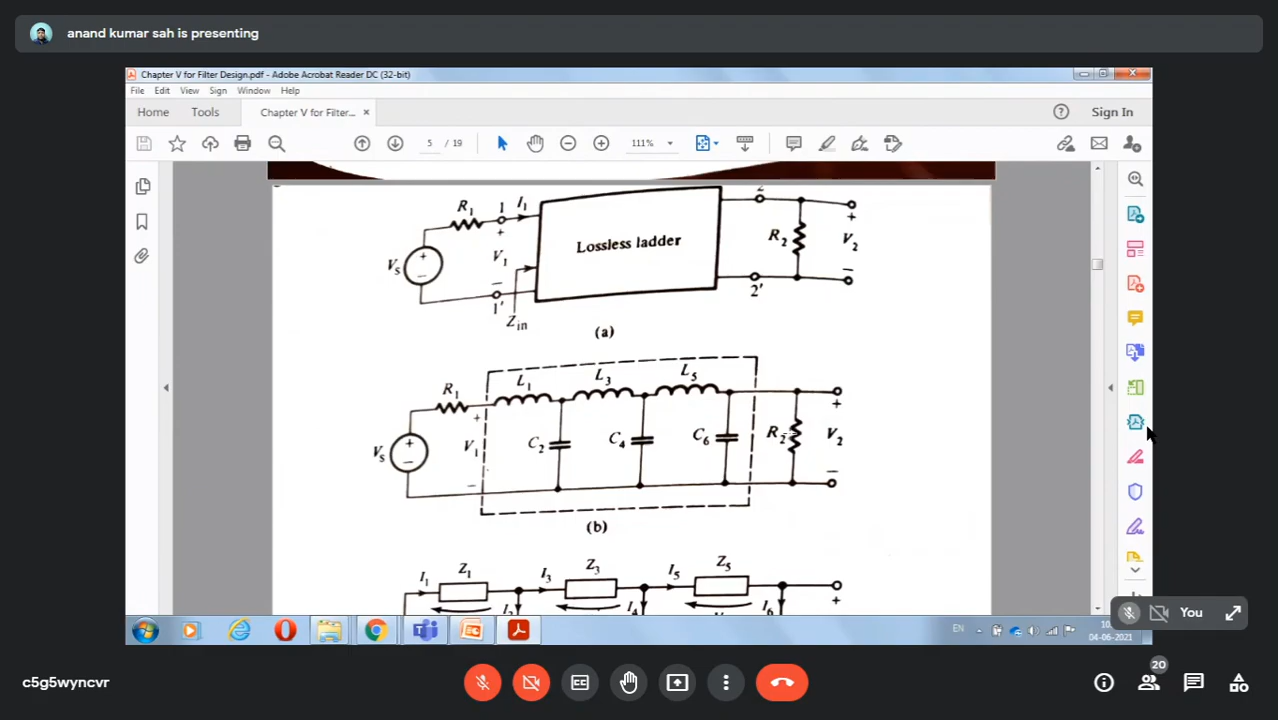 anand kumar sah is presenting
Chapter V for Filter Design.pdf - Adobe Acrobat Reader DC (32-bit)
File Edit View Sign Window Help
Home Tools Chapter V for Filter... × ? Sign In
5 / 19 111%
R1 1 I1 2
+ +
Vs + V1 Lossless ladder R2 V2
− − −
1' 2'
Zin
(a)
L1 L3 L5
R1
+ +
Vs + V1 C2 C4 C6 R2 V2
− − −
(b)
I1 Z1 I3 Z3 I5 Z5
I4 I6 +
EN
04-06-2021
You
c5g5wyncvr
CC
20